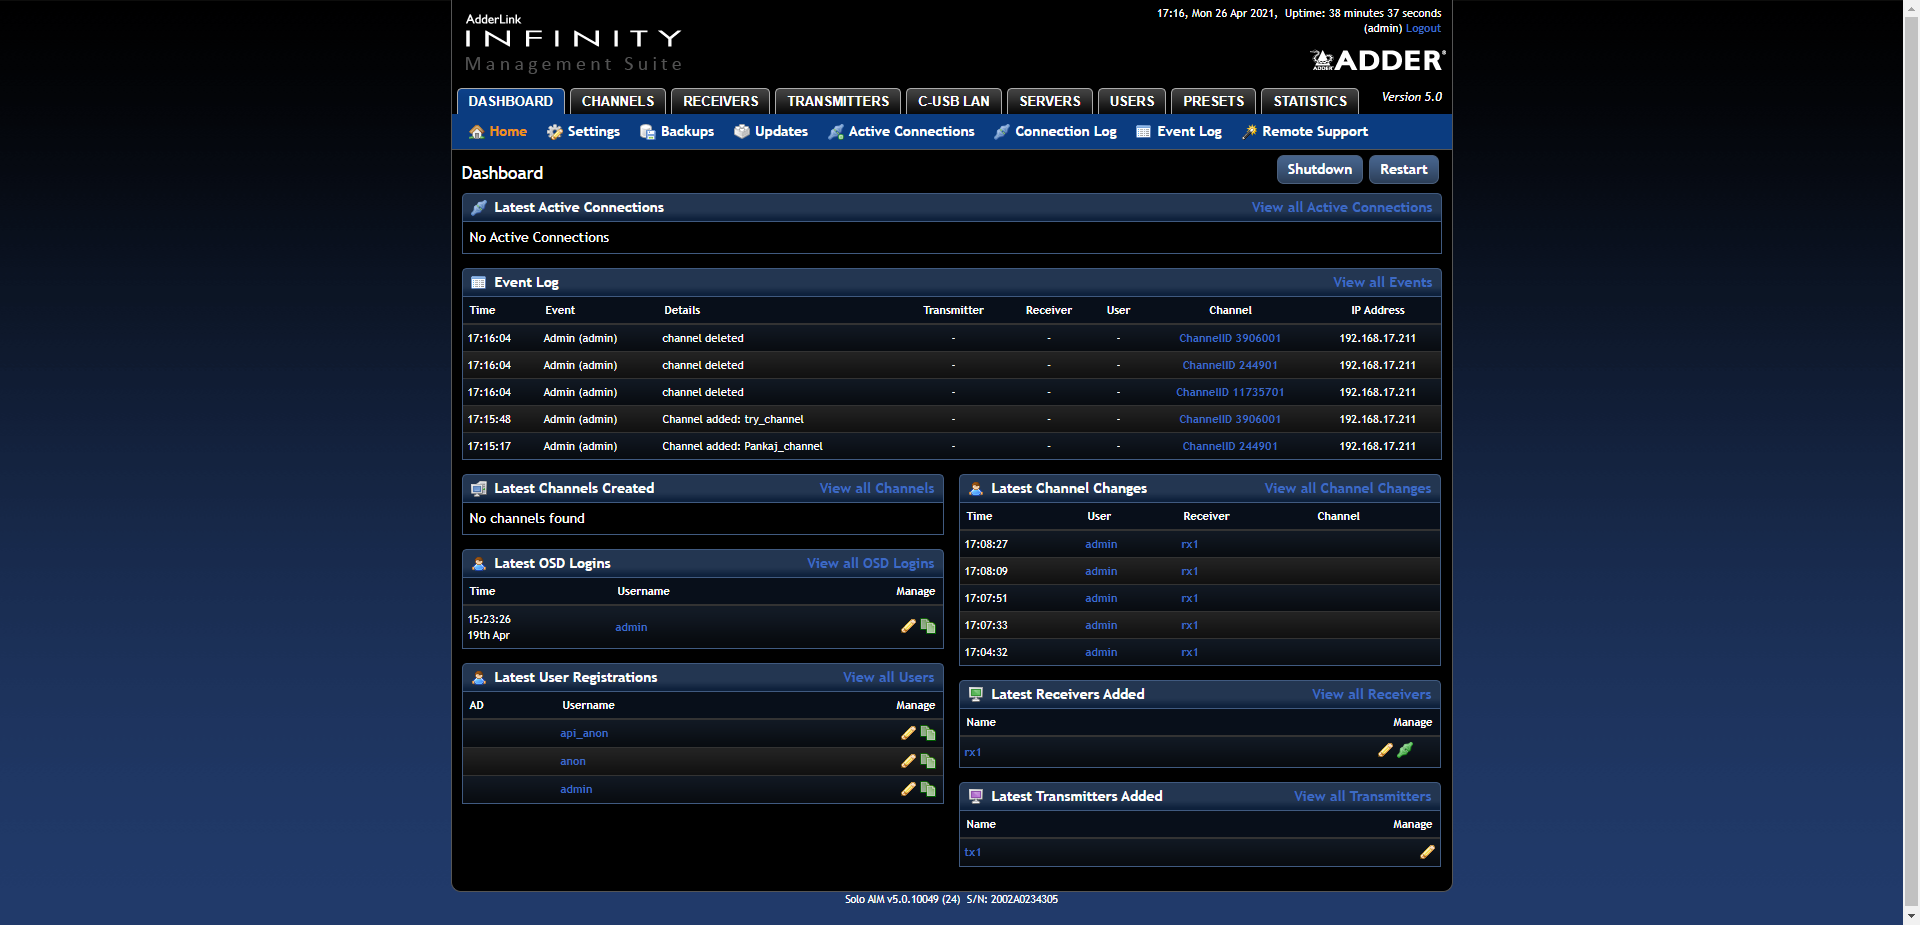 AdderLink
INFINITY
Management Suite
17:16, Mon 26 Apr 2021, Uptime: 38 minutes 37 seconds
(admin) Logout
ADDER ADDER®
DASHBOARD CHANNELS RECEIVERS TRANSMITTERS C-USB LAN SERVERS USERS PRESETS STATISTICS Version 5.0
Home Settings Backups Updates Active Connections Connection Log Event Log Remote Support
Dashboard Shutdown Restart
Latest Active Connections View all Active Connections
No Active Connections
Event Log View all Events
Time Event Details Transmitter Receiver User Channel IP Address
17:16:04 Admin (admin) channel deleted - - - ChannelID 3906001 192.168.17.211
17:16:04 Admin (admin) channel deleted - - - ChannelID 244901 192.168.17.211
17:16:04 Admin (admin) channel deleted - - - ChannelID 11735701 192.168.17.211
17:15:48 Admin (admin) Channel added: try_channel - - - ChannelID 3906001 192.168.17.211
17:15:17 Admin (admin) Channel added: Pankaj_channel - - - ChannelID 244901 192.168.17.211
Latest Channels Created View all Channels
No channels found
Latest OSD Logins View all OSD Logins
Time Username Manage
15:23:26
19th Apr
admin
Latest User Registrations View all Users
AD Username Manage
api_anon
anon
admin
Latest Channel Changes View all Channel Changes
Time User Receiver Channel
17:08:27 admin rx1
17:08:09 admin rx1
17:07:51 admin rx1
17:07:33 admin rx1
17:04:32 admin rx1
Latest Receivers Added View all Receivers
Name Manage
rx1
Latest Transmitters Added View all Transmitters
Name Manage
tx1
Solo AIM v5.0.10049 (24) S/N: 2002A0234305